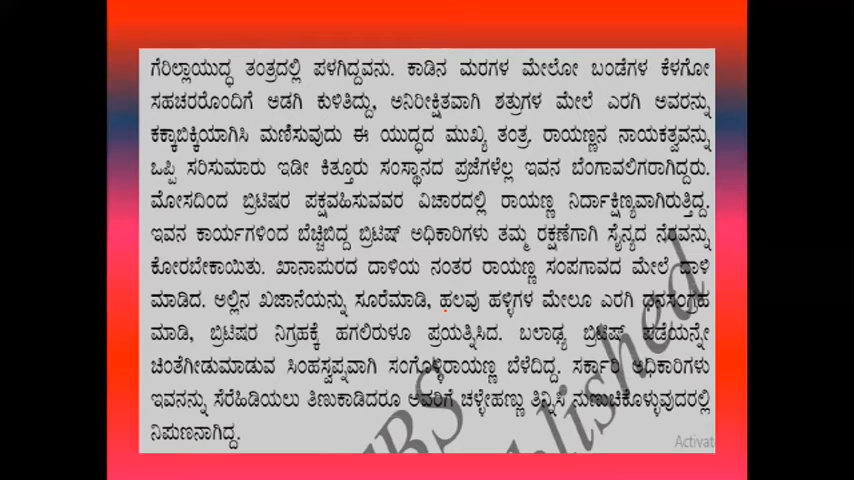 ಗೆರಿಲ್ಲಾಯುದ್ಧ ತಂತ್ರದಲ್ಲಿ ಪಳಗಿದ್ದವನು. ಕಾಡಿನ ಮರಗಳ ಮೇಲೋ ಬಂಡೆಗಳ ಕೆಳಗೋ
ಸಹಚರರೊಂದಿಗೆ ಅಡಗಿ ಕುಳಿತಿದ್ದು, ಅನಿರೀಕ್ಷಿತವಾಗಿ ಶತ್ರುಗಳ ಮೇಲೆ ಎರಗಿ ಅವರನ್ನು
ಕಕ್ಕಾಬಿಕ್ಕಿಯಾಗಿಸಿ ಮಣಿಸುವುದು ಈ ಯುದ್ಧದ ಮುಖ್ಯ ತಂತ್ರ. ರಾಯಣ್ಣನ ನಾಯಕತ್ವವನ್ನು
ಒಪ್ಪಿ ಸರಿಸುಮಾರು ಇಡೀ ಕಿತ್ತೂರು ಸಂಸ್ಥಾನದ ಪ್ರಜೆಗಳೆಲ್ಲ ಇವನ ಬೆಂಗಾವಲಿಗರಾಗಿದ್ದರು.
ಮೋಸದಿಂದ ಬ್ರಿಟಿಷರ ಪಕ್ಷವಹಿಸುವವರ ವಿಚಾರದಲ್ಲಿ ರಾಯಣ್ಣ ನಿರ್ದಾಕ್ಷಿಣ್ಯವಾಗಿರುತ್ತಿದ್ದ.
ಇವನ ಕಾರ್ಯಗಳಿಂದ ಬೆಚ್ಚಿಬಿದ್ದ ಬ್ರಿಟಿಷ್ ಅಧಿಕಾರಿಗಳು ತಮ್ಮ ರಕ್ಷಣೆಗಾಗಿ ಸೈನ್ಯದ ನೆರವನ್ನು
ಕೋರಬೇಕಾಯಿತು. ಖಾನಾಪುರದ ದಾಳಿಯ ನಂತರ ರಾಯಣ್ಣ ಸಂಪಗಾವದ ಮೇಲೆ ದಾಳಿ
ಮಾಡಿದ. ಅಲ್ಲಿನ ಖಜಾನೆಯನ್ನು ಸೂರೆಮಾಡಿ, ಹಲವು ಹಳ್ಳಿಗಳ ಮೇಲೂ ಎರಗಿ ಧನಸಂಗ್ರಹ
ಮಾಡಿ, ಬ್ರಿಟಿಷರ ನಿಗ್ರಹಕ್ಕೆ ಹಗಲಿರುಳೂ ಪ್ರಯತ್ನಿಸಿದ. ಬಲಾಢ್ಯ ಬ್ರಿಟಿಷ್ ಪಡೆಯನ್ನೇ
ಚಿಂತೆಗೀಡುಮಾಡುವ ಸಿಂಹಸ್ವಪ್ನವಾಗಿ ಸಂಗೊಳ್ಳಿರಾಯಣ್ಣ ಬೆಳೆದಿದ್ದ. ಸರ್ಕಾರಿ ಅಧಿಕಾರಿಗಳು
ಇವನನ್ನು ಸೆರೆಹಿಡಿಯಲು ತಿಣುಕಾಡಿದರೂ ಅವರಿಗೆ ಚಳ್ಳೇಹಣ್ಣು ತಿನ್ನಿಸಿ ನುಣುಚಿಕೊಳ್ಳುವುದರಲ್ಲಿ
ನಿಪುಣನಾಗಿದ್ದ.
Activat